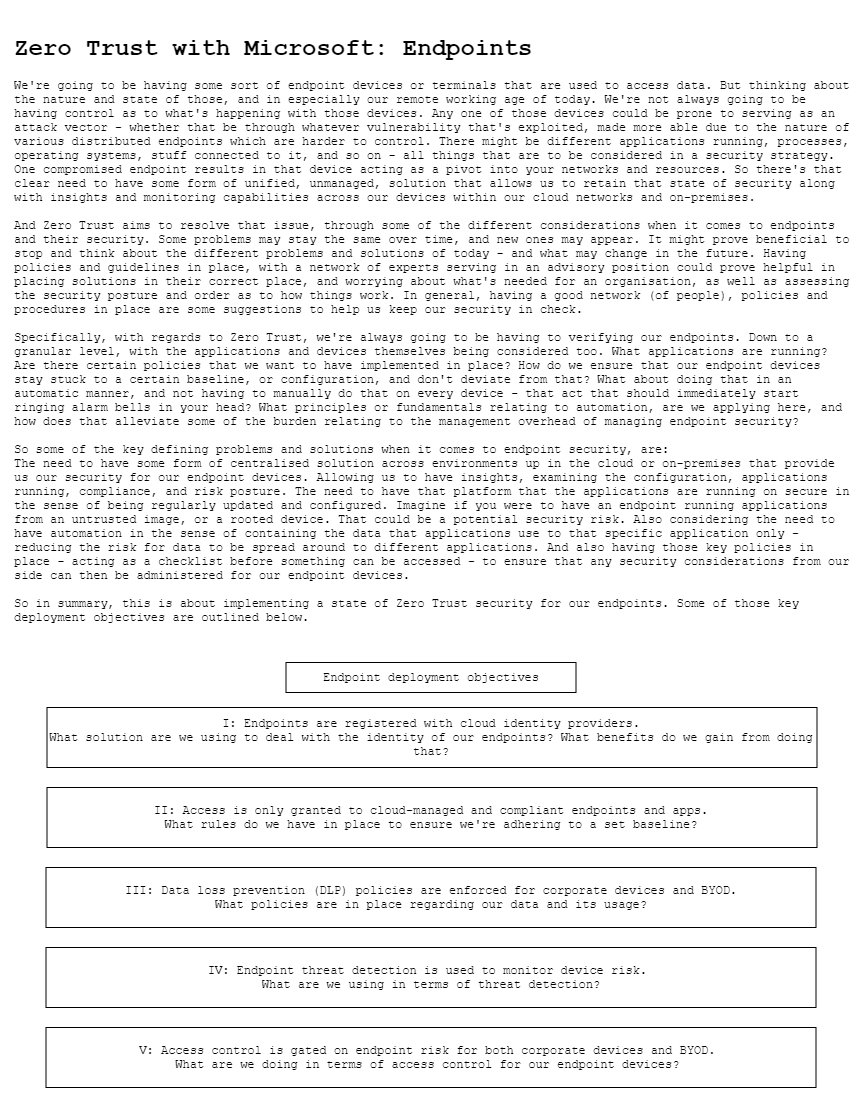 Zero Trust with Microsoft: Endpoints
We're going to be having some sort of endpoint devices or terminals that are used to access data. But thinking about
the nature and state of those, and in especially our remote working age of today. We're not always going to be
having control as to what's happening with those devices. Any one of those devices could be prone to serving as an
attack vector - whether that be through whatever vulnerability that's exploited, made more able due to the nature of
various distributed endpoints which are harder to control. There might be different applications running, processes,
operating systems, stuff connected to it, and so on - all things that are to be considered in a security strategy.
One compromised endpoint results in that device acting as a pivot into your networks and resources. So there's that
clear need to have some form of unified, unmanaged, solution that allows us to retain that state of security along
with insights and monitoring capabilities across our devices within our cloud networks and on-premises.
And Zero Trust aims to resolve that issue, through some of the different considerations when it comes to endpoints
and their security. Some problems may stay the same over time, and new ones may appear. It might prove beneficial to
stop and think about the different problems and solutions of today - and what may change in the future. Having
policies and guidelines in place, with a network of experts serving in an advisory position could prove helpful in
placing solutions in their correct place, and worrying about what's needed for an organisation, as well as assessing
the security posture and order as to how things work. In general, having a good network (of people), policies and
procedures in place are some suggestions to help us keep our security in check.
Specifically, with regards to Zero Trust, we're always going to be having to verifying our endpoints. Down to a
granular level, with the applications and devices themselves being considered too. What applications are running?
Are there certain policies that we want to have implemented in place? How do we ensure that our endpoint devices
stay stuck to a certain baseline, or configuration, and don't deviate from that? What about doing that in an
automatic manner, and not having to manually do that on every device - that act that should immediately start
ringing alarm bells in your head? What principles or fundamentals relating to automation, are we applying here, and
how does that alleviate some of the burden relating to the management overhead of managing endpoint security?
So some of the key defining problems and solutions when it comes to endpoint security, are:
The need to have some form of centralised solution across environments up in the cloud or on-premises that provide
us our security for our endpoint devices. Allowing us to have insights, examining the configuration, applications
running, compliance, and risk posture. The need to have that platform that the applications are running on secure in
the sense of being regularly updated and configured. Imagine if you were to have an endpoint running applications
from an untrusted image, or a rooted device. That could be a potential security risk. Also considering the need to
have automation in the sense of containing the data that applications use to that specific application only -
reducing the risk for data to be spread around to different applications. And also having those key policies in
place - acting as a checklist before something can be accessed - to ensure that any security considerations from our
side can then be administered for our endpoint devices.
So in summary, this is about implementing a state of Zero Trust security for our endpoints. Some of those key
deployment objectives are outlined below.
Endpoint deployment objectives
I: Endpoints are registered with cloud identity providers.
What solution are we using to deal with the identity of our endpoints? What benefits do we gain from doing
that?
II: Access is only granted to cloud-managed and compliant endpoints and apps.
What rules do we have in place to ensure we're adhering to a set baseline?
III: Data loss prevention (DLP) policies are enforced for corporate devices and BYOD.
What policies are in place regarding our data and its usage?
IV: Endpoint threat detection is used to monitor device risk.
What are we using in terms of threat detection?
V: Access control is gated on endpoint risk for both corporate devices and BYOD.
What are we doing in terms of access control for our endpoint devices?